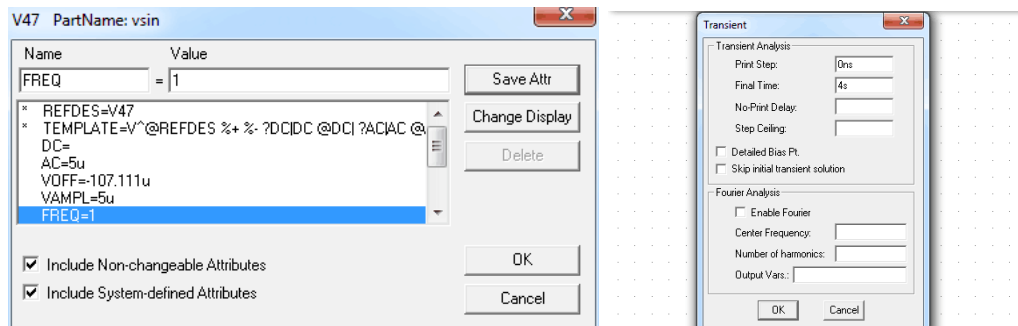 V47 PartName: vsin
Name Value
FREQ = 1
Save Attr
* REFDES=V47
* TEMPLATE=V^@REFDES %+ %- ?DC|DC @DC| ?AC|AC @
DC=
AC=5u
VOFF=-107.111u
VAMPL=5u
FREQ=1
Change Display
Delete
Include Non-changeable Attributes
Include System-defined Attributes
OK
Cancel
Transient
Transient Analysis
Print Step: 0ns
Final Time: 4s
No-Print Delay:
Step Ceiling:
Detailed Bias Pt.
Skip initial transient solution
Fourier Analysis
Enable Fourier
Center Frequency:
Number of harmonics:
Output Vars.:
OK Cancel